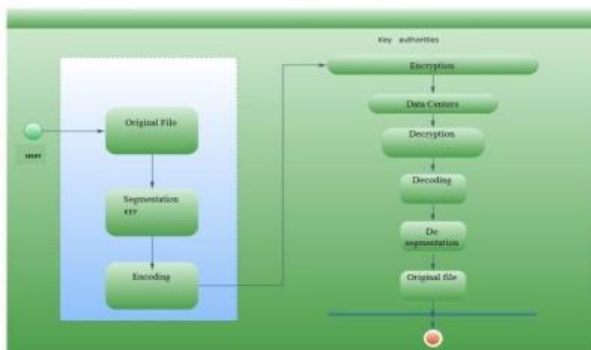 user
Original File
Segmentation
KEY
Encoding
Key authorities
Encryption
Data Centers
Decryption
Decoding
De
segmentation
Original file